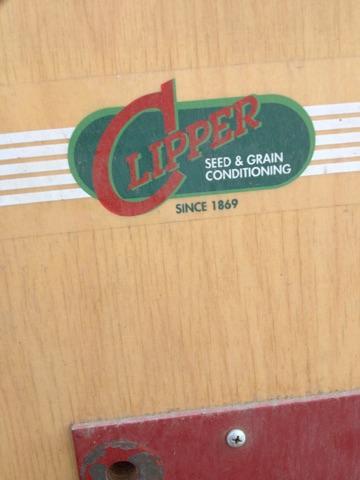 CLIPPER
SEED & GRAIN
CONDITIONING
SINCE 1869